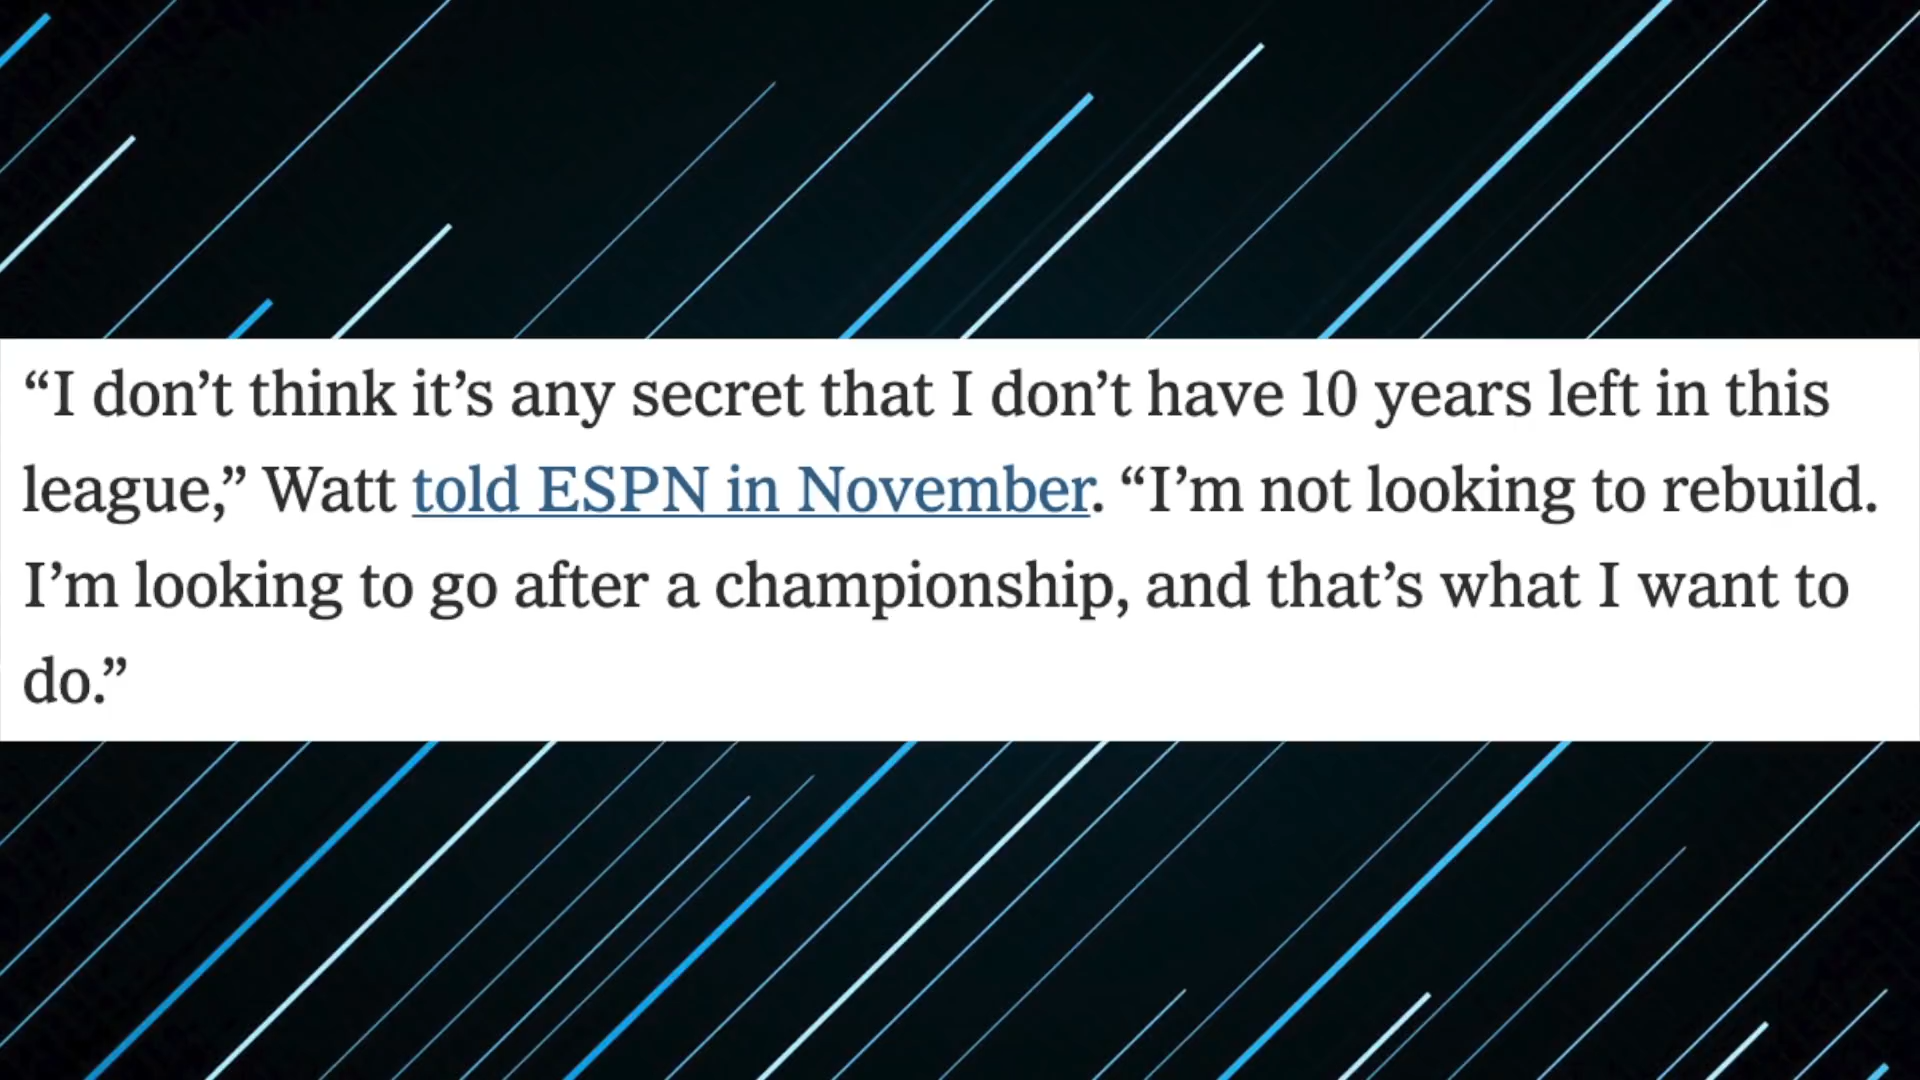 “I don’t think it’s any secret that I don’t have 10 years left in this
league,” Watt told ESPN in November. “I’m not looking to rebuild.
I’m looking to go after a championship, and that’s what I want to
do.”